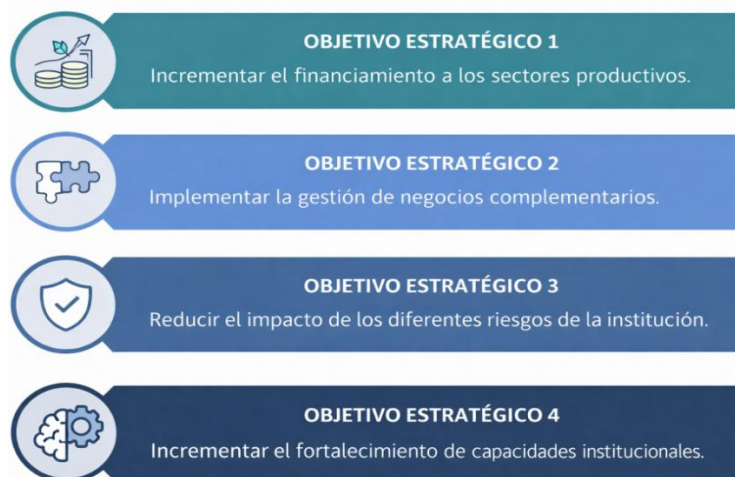 OBJETIVO ESTRATÉGICO 1
Incrementar el financiamiento a los sectores productivos.
OBJETIVO ESTRATÉGICO 2
Implementar la gestión de negocios complementarios.
OBJETIVO ESTRATÉGICO 3
Reducir el impacto de los diferentes riesgos de la institución.
OBJETIVO ESTRATÉGICO 4
Incrementar el fortalecimiento de capacidades institucionales.